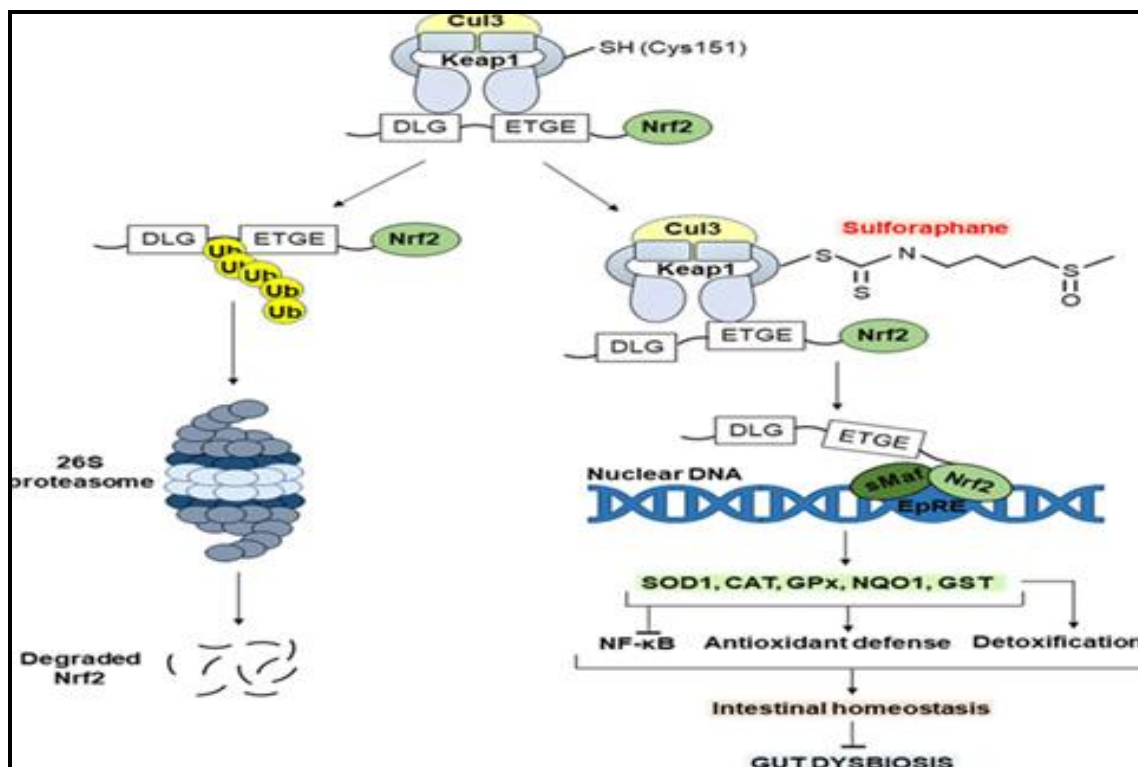 Cul3
Keap1
SH (Cys151)
DLG
ETGE
Nrf2
DLG
ETGE
Nrf2
Ub
Ub
Ub
Ub
Ub
Cul3
Keap1
Sulforaphane
S
N
S
S
O
DLG
ETGE
Nrf2
DLG
ETGE
26S
proteasome
Nuclear DNA
sMaf
Nrf2
EpRE
SOD1, CAT, GPx, NQO1, GST
NF-κB
Antioxidant defense
Detoxification
Degraded
Nrf2
Intestinal homeostasis
GUT DYSBIOSIS